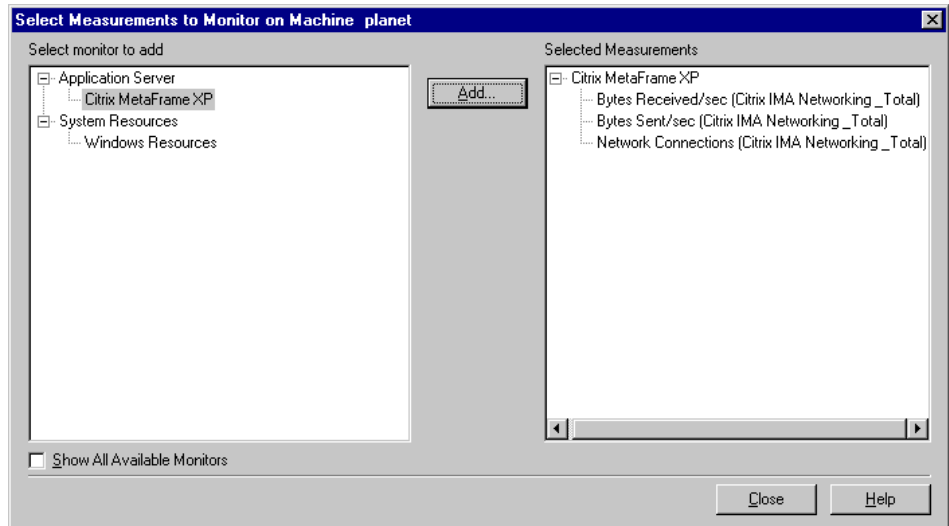 Select Measurements to Monitor on Machine planet
Select monitor to add
Application Server
Citrix MetaFrame XP
System Resources
Windows Resources
Add...
Selected Measurements
Citrix MetaFrame XP
Bytes Received/sec (Citrix IMA Networking _Total)
Bytes Sent/sec (Citrix IMA Networking _Total)
Network Connections (Citrix IMA Networking _Total)
Show All Available Monitors
Close
Help